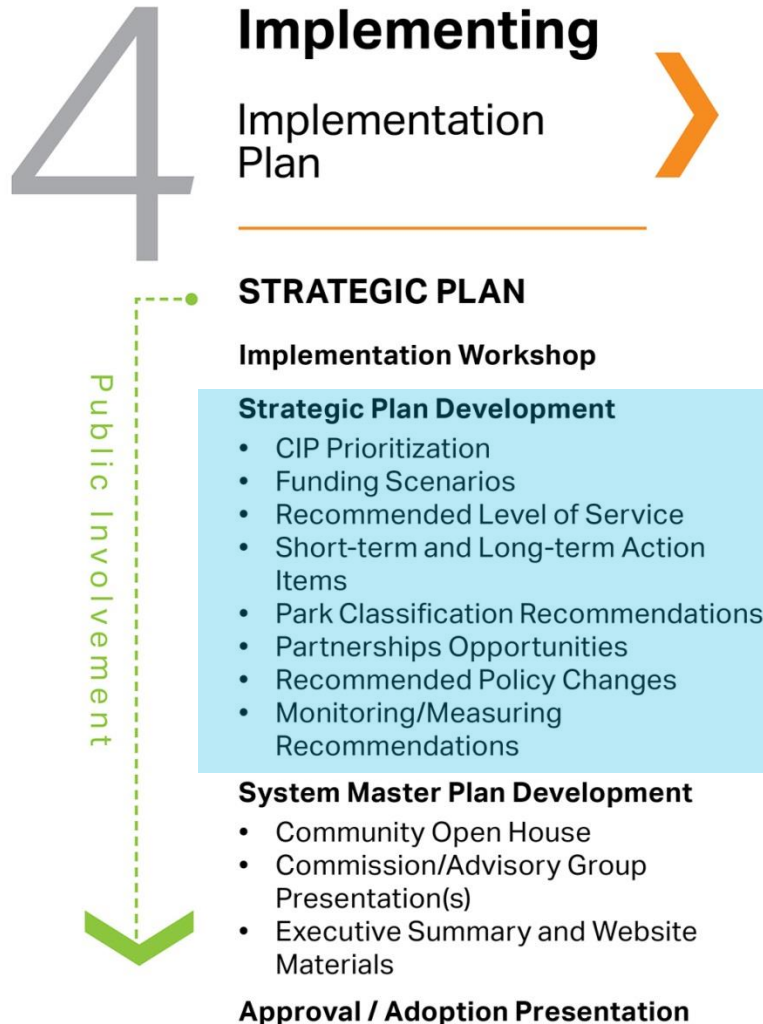 4
Implementing
Implementation
Plan
STRATEGIC PLAN
Implementation Workshop
Public Involvement
Strategic Plan Development
• CIP Prioritization
• Funding Scenarios
• Recommended Level of Service
• Short-term and Long-term Action
Items
• Park Classification Recommendations
• Partnerships Opportunities
• Recommended Policy Changes
• Monitoring/Measuring
Recommendations
System Master Plan Development
• Community Open House
• Commission/Advisory Group
Presentation(s)
• Executive Summary and Website
Materials
Approval / Adoption Presentation